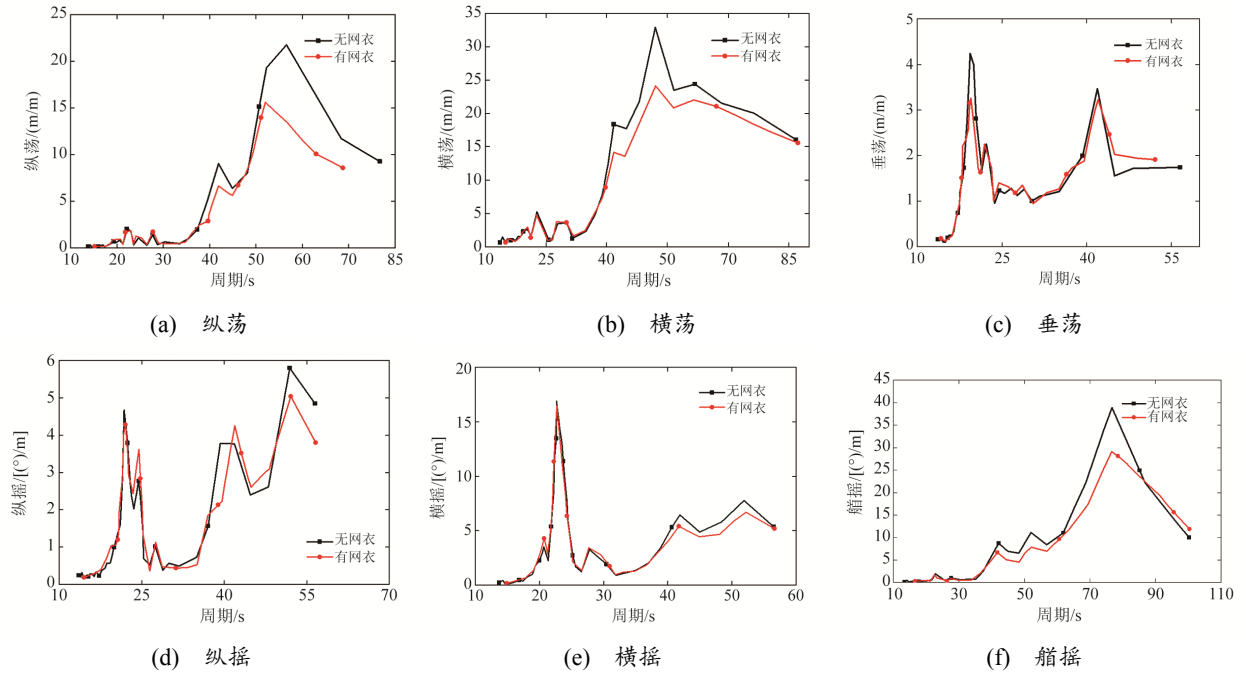 25
20
15
10
5
0
纵荡/(m/m)
无网衣
有网衣
10 20 30 40 50 60 70 85
周期/s
(a) 纵荡
35
30
25
20
15
10
5
0
横荡/(m/m)
无网衣
有网衣
10 25 40 55 70 85
周期/s
(b) 横荡
5
4
3
2
1
0
垂荡/(m/m)
无网衣
有网衣
10 25 40 55
周期/s
(c) 垂荡
6
5
4
3
2
1
0
纵摇/[(°)/m]
无网衣
有网衣
10 25 40 55 70
周期/s
(d) 纵摇
20
15
10
5
0
横摇/[(°)/m]
无网衣
有网衣
10 20 30 40 50 60
周期/s
(e) 横摇
45
40
35
30
25
20
15
10
5
0
艏摇/[(°)/m]
无网衣
有网衣
10 30 50 70 90 110
周期/s
(f) 艏摇